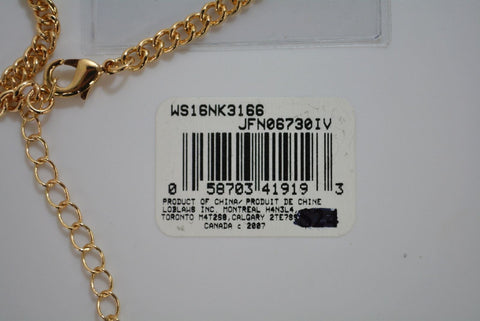 WS16NK3166
JFN06730IV
0 58703 41919 3
PRODUCT OF CHINA/ PRODUIT DE CHINE
LOBLAWS INC. MONTREAL H4N3L4,
TORONTO M4T2S8,CALGARY 2TE7S9
CANADA c 2007